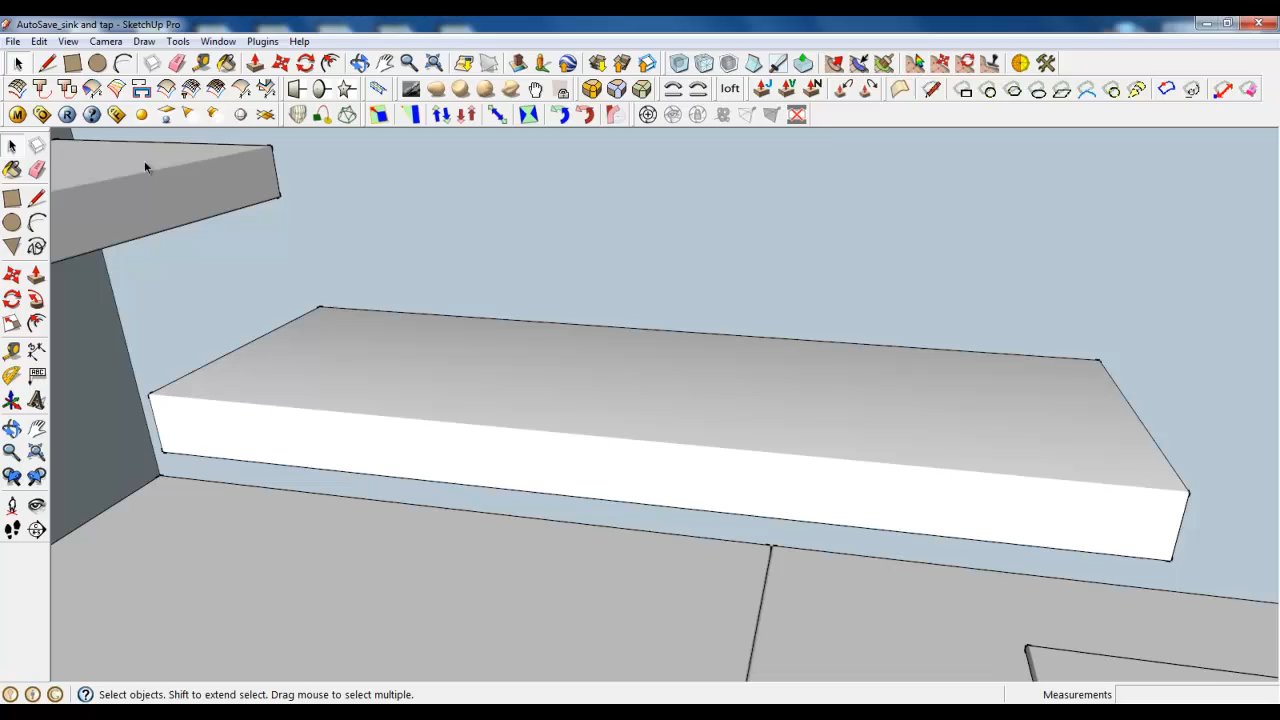 AutoSave_sink and tap - SketchUp Pro
File Edit View Camera Draw Tools Window Plugins Help
loft
M R ?
ABC
? Select objects. Shift to extend select. Drag mouse to select multiple. Measurements